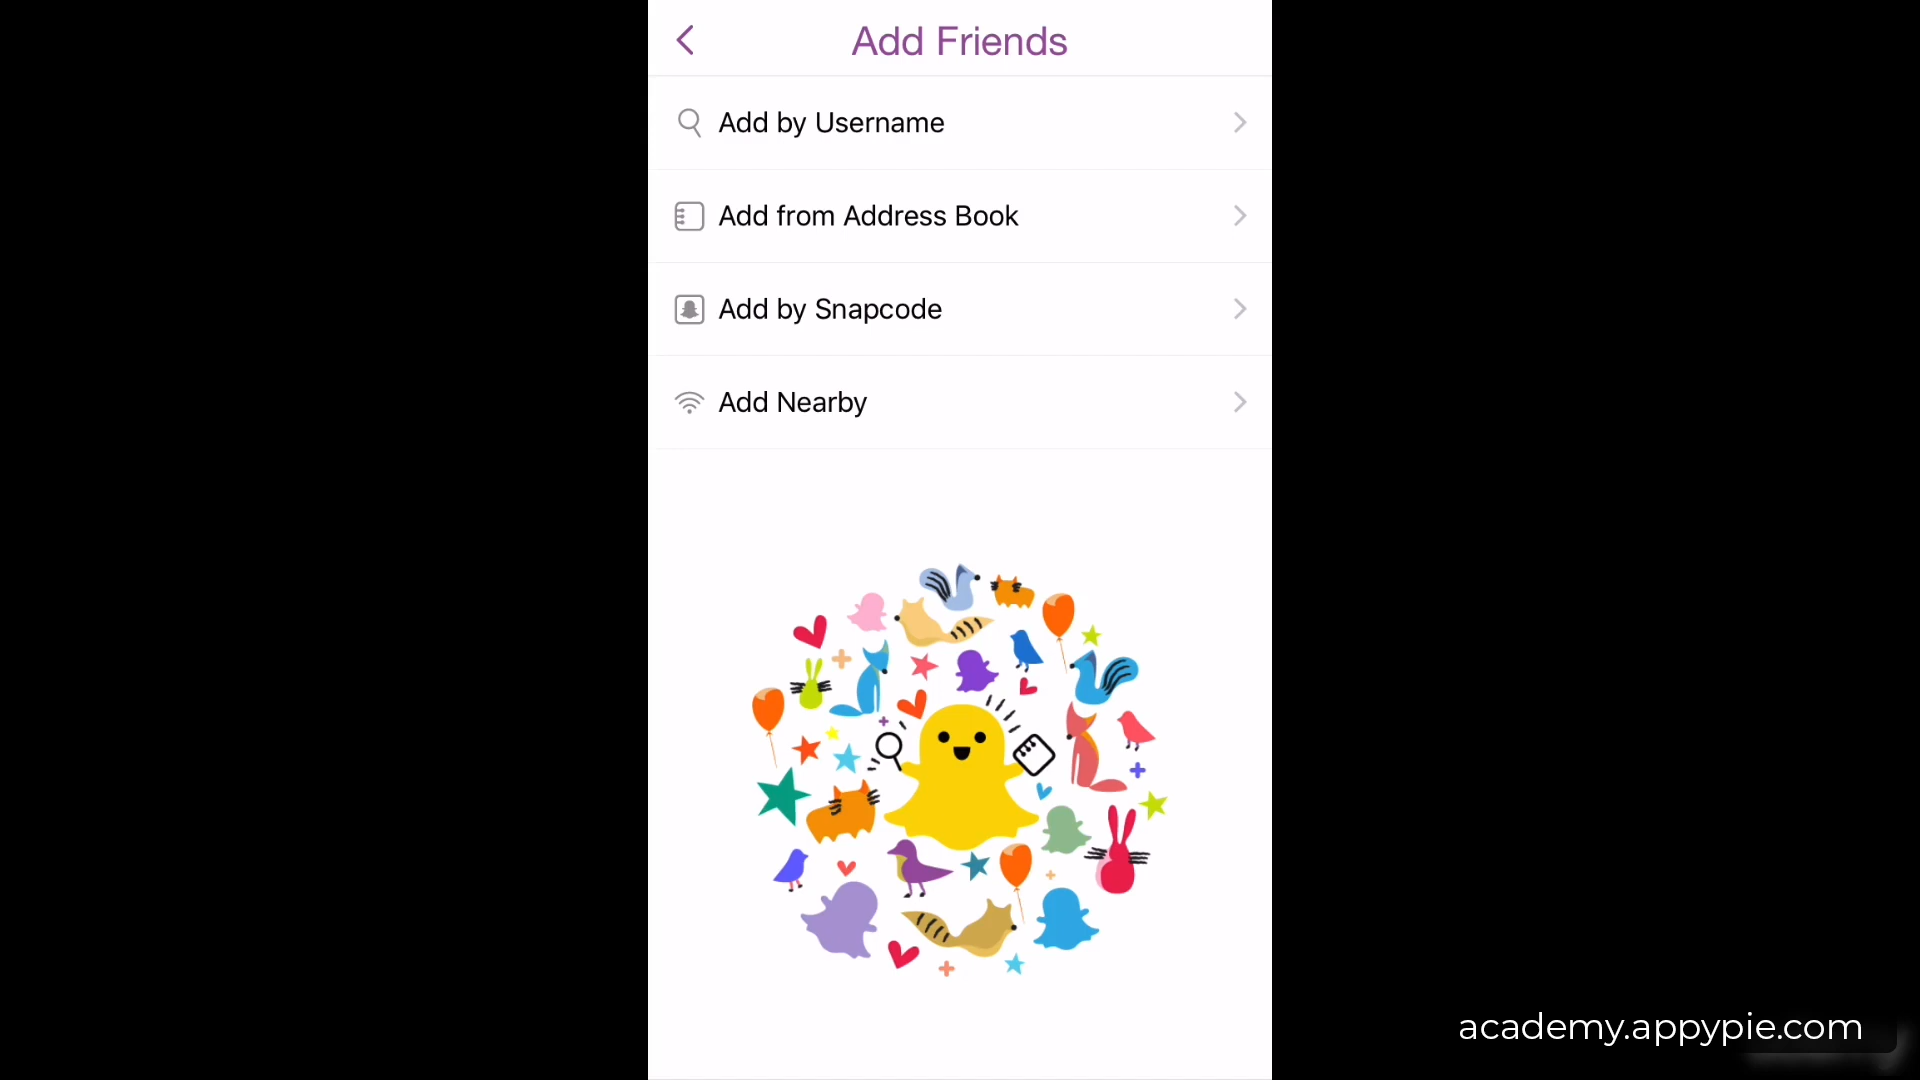 Add Friends
Add by Username
Add from Address Book
Add by Snapcode
Add Nearby
academy.appypie.com